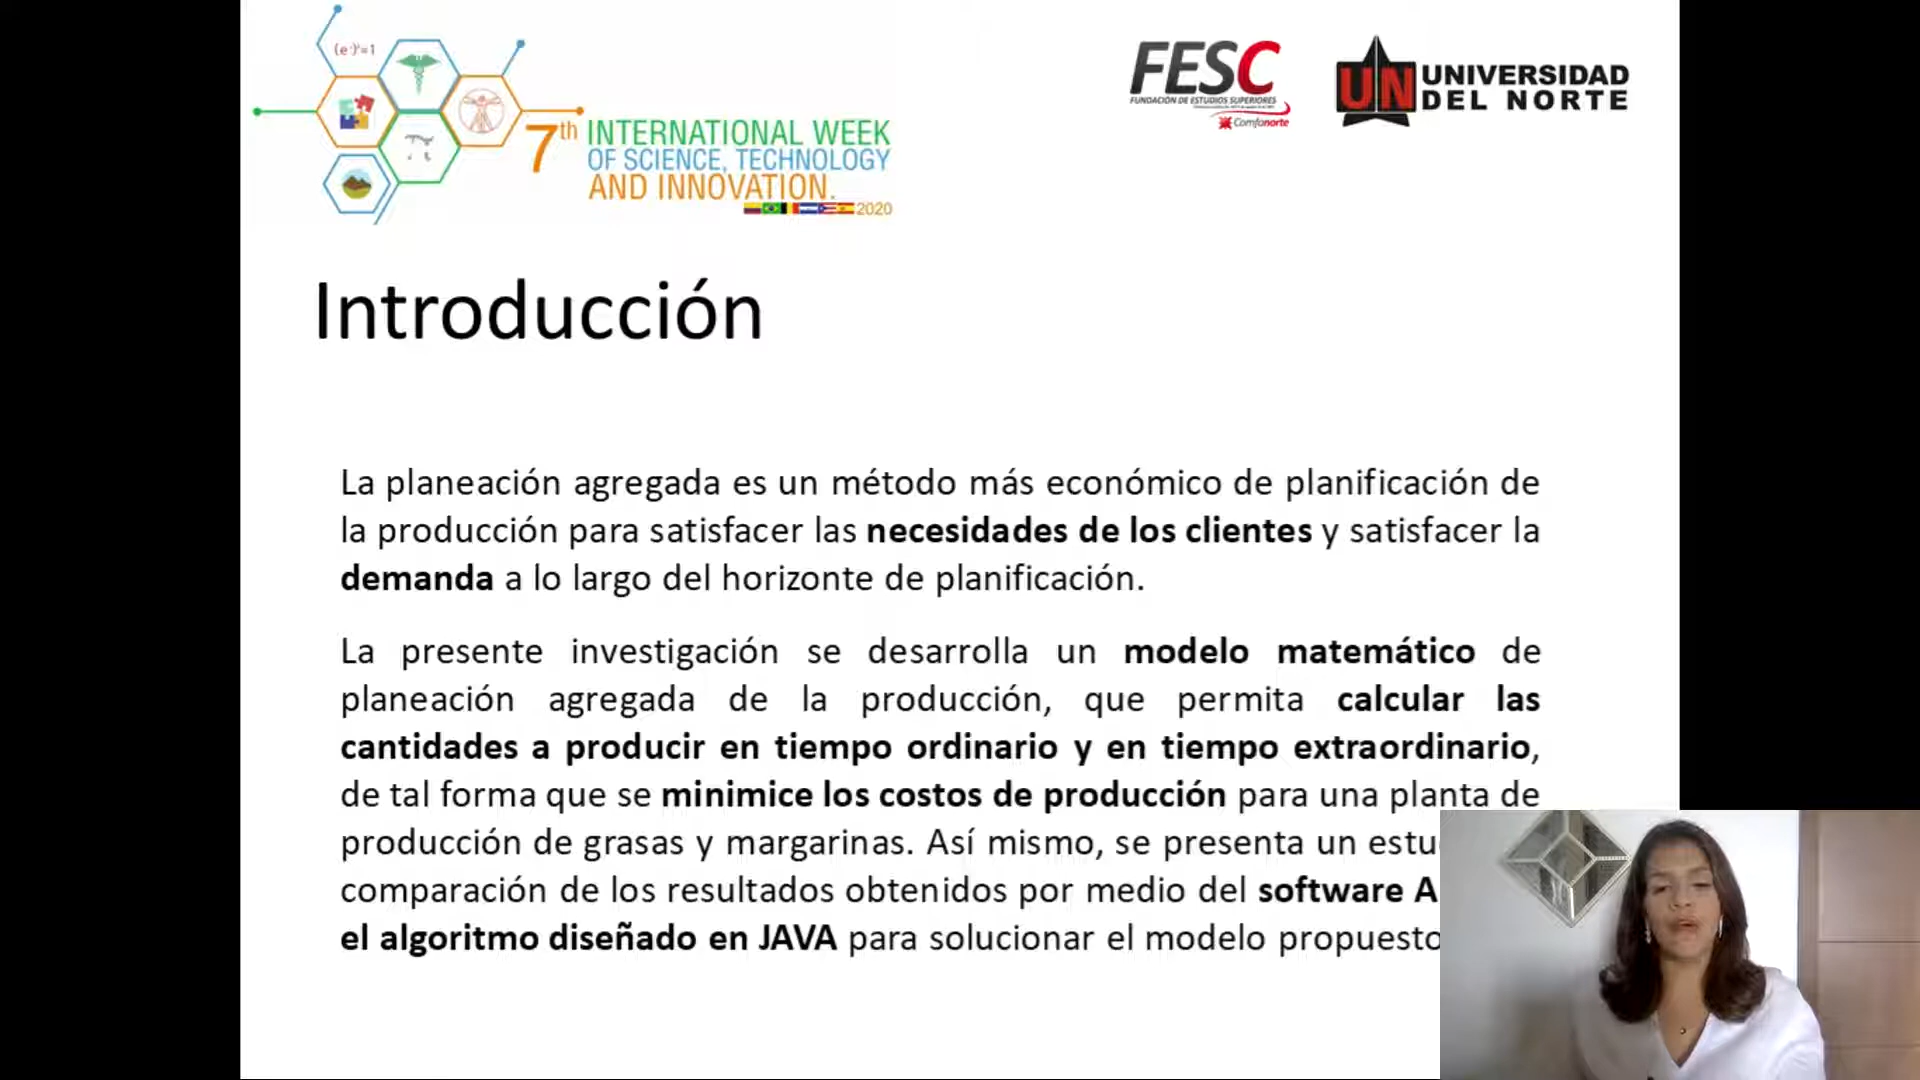 (e )=1
7th INTERNATIONAL WEEK
OF SCIENCE, TECHNOLOGY
AND INNOVATION.
2020
FESC
FUNDACIÓN DE ESTUDIOS SUPERIORES
Comfanorte
UN UNIVERSIDAD
DEL NORTE
Introducción
La planeación agregada es un método más económico de planificación de
la producción para satisfacer las necesidades de los clientes y satisfacer la
demanda a lo largo del horizonte de planificación.
La presente investigación se desarrolla un modelo matemático de
planeación agregada de la producción, que permita calcular las
cantidades a producir en tiempo ordinario y en tiempo extraordinario,
de tal forma que se minimice los costos de producción para una planta de
producción de grasas y margarinas. Así mismo, se presenta un estu
comparación de los resultados obtenidos por medio del software A
el algoritmo diseñado en JAVA para solucionar el modelo propuesto